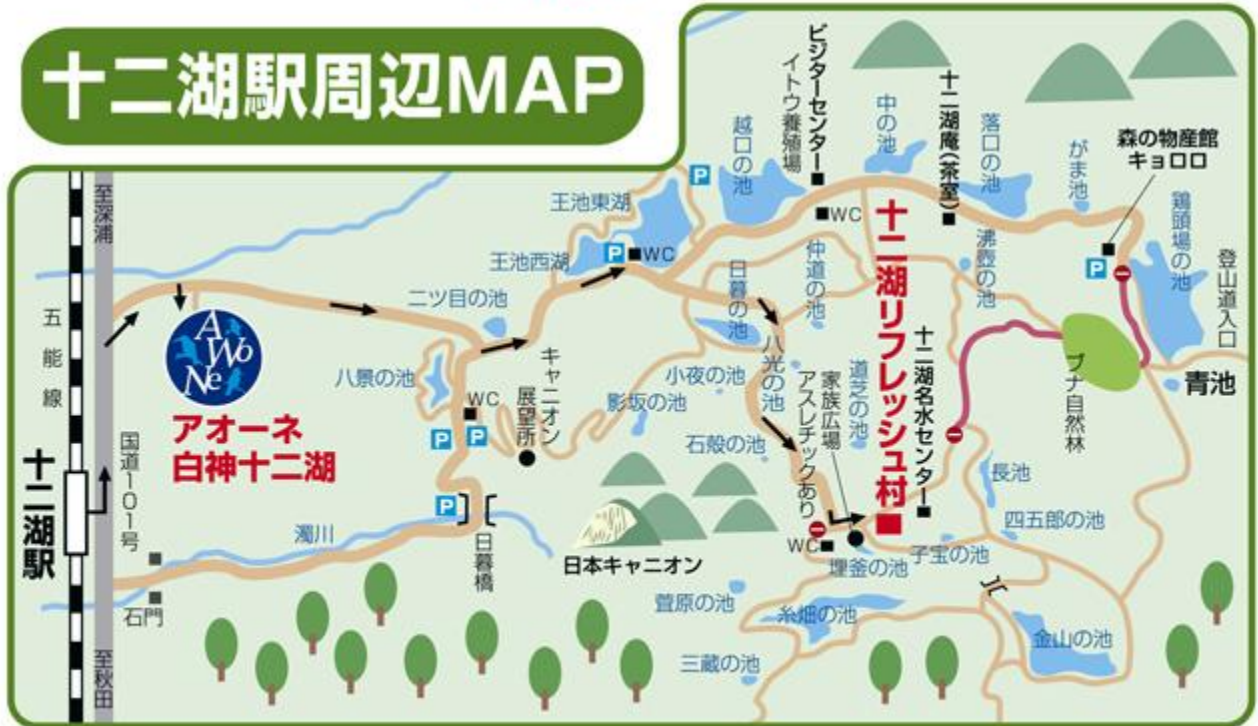 十二湖駅周辺MAP
至深浦
五能線
国道101号
十二湖駅
至秋田
石門
濁川
AWoNe
アオーネ
白神十二湖
二ツ目の池
八景の池
WC
P
P
P
日暮橋
キャニオン
展望所
日本キャニオン
王池東湖
王池西湖
P
WC
P
越口の池
ビジターセンター
イトウ養殖場
WC
中の池
十二湖庵(茶室)
落口の池
がま池
森の物産館
キョロロ
P
鶏頭場の池
登山道入口
青池
ブナ自然林
沸壺の池
仲道の池
日暮の池
八光の池
小夜の池
影坂の池
石殻の池
アスレチックあり
家族広場
道芝の池
十二湖リフレッシュ村
十二湖名水センター
長池
四五郎の池
子宝の池
埋釜の池
WC
菅原の池
糸畑の池
三蔵の池
金山の池